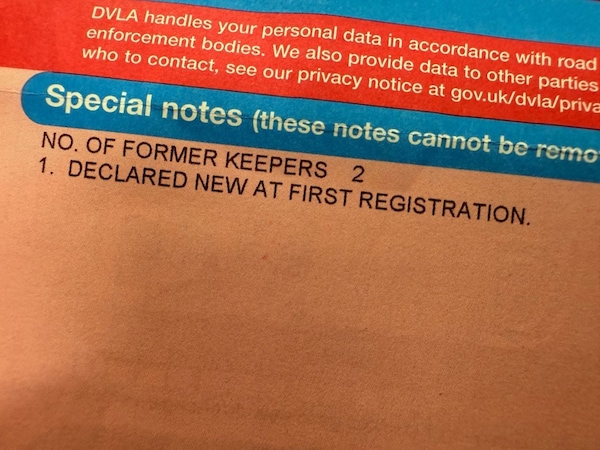 DVLA handles your personal data in accordance with road
enforcement bodies. We also provide data to other parties
who to contact, see our privacy notice at gov.uk/dvla/priva
Special notes (these notes cannot be remo
NO. OF FORMER KEEPERS 2
1. DECLARED NEW AT FIRST REGISTRATION.